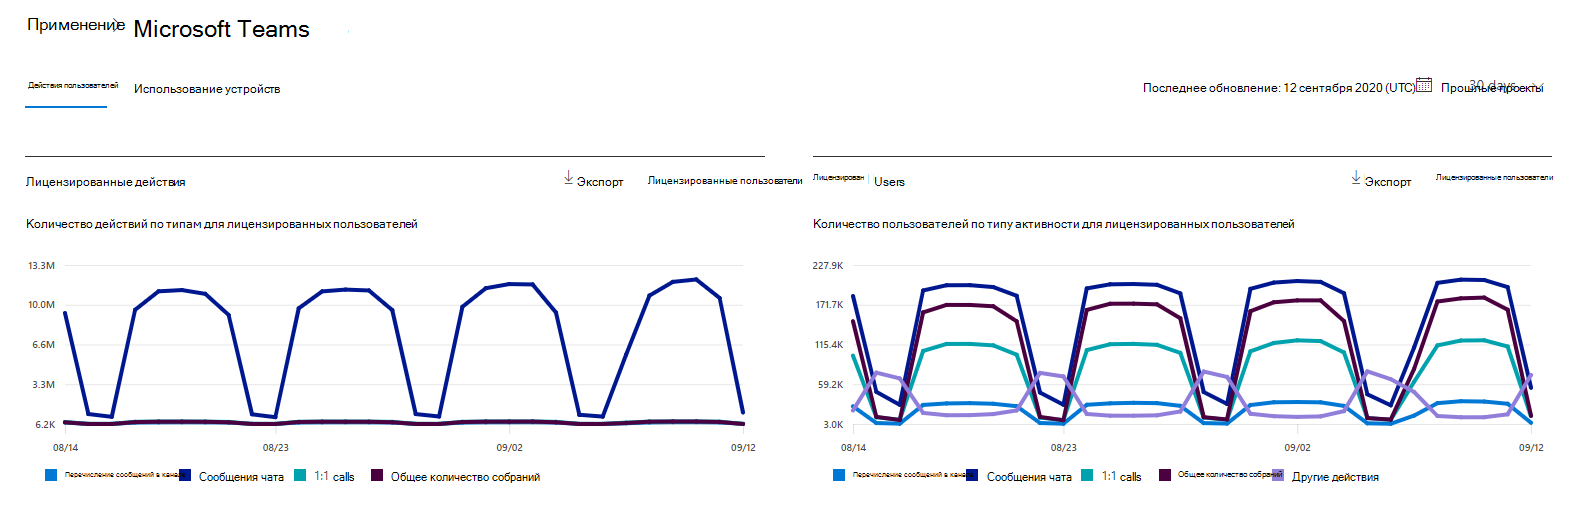 Применение Microsoft Teams
Действия пользователей Использование устройств Последнее обновление: 12 сентября 2020 (UTC) Прошлые проекты 30 days
Лицензированные действия Экспорт Лицензированные пользователи
Количество действий по типам для лицензированных пользователей
13.3M
10.0M
6.6M
3.3M
6.2K
08/14 08/23 09/02 09/12
Перечисление сообщений в канале Сообщения чата 1:1 calls Общее количество собраний
Лицензирован Users Экспорт Лицензированные пользователи
Количество пользователей по типу активности для лицензированных пользователей
227.9K
171.7K
115.4K
59.2K
3.0K
08/14 08/23 09/02 09/12
Перечисление сообщений в канале Сообщения чата 1:1 calls Общее количество собраний Другие действия